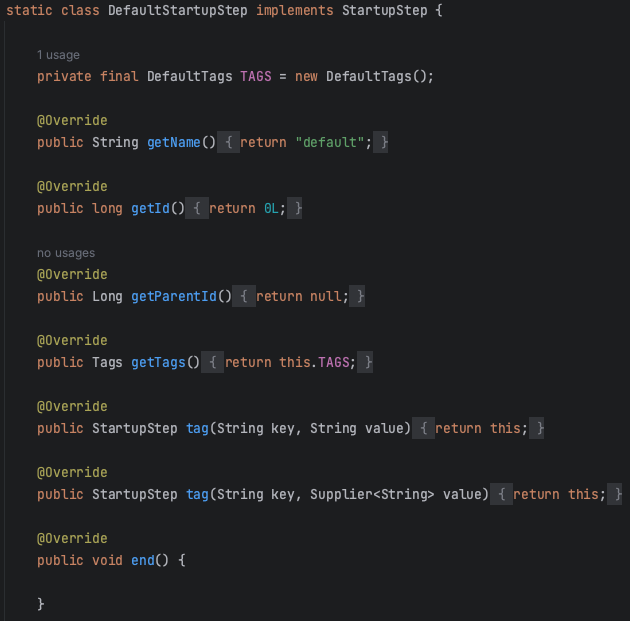 static class DefaultStartupStep implements StartupStep {
1 usage
private final DefaultTags TAGS = new DefaultTags();
@Override
public String getName() { return "default"; }
@Override
public long getId() { return 0L; }
no usages
@Override
public Long getParentId() { return null; }
@Override
public Tags getTags() { return this.TAGS; }
@Override
public StartupStep tag(String key, String value) { return this; }
@Override
public StartupStep tag(String key, Supplier<String> value) { return this; }
@Override
public void end() {
}